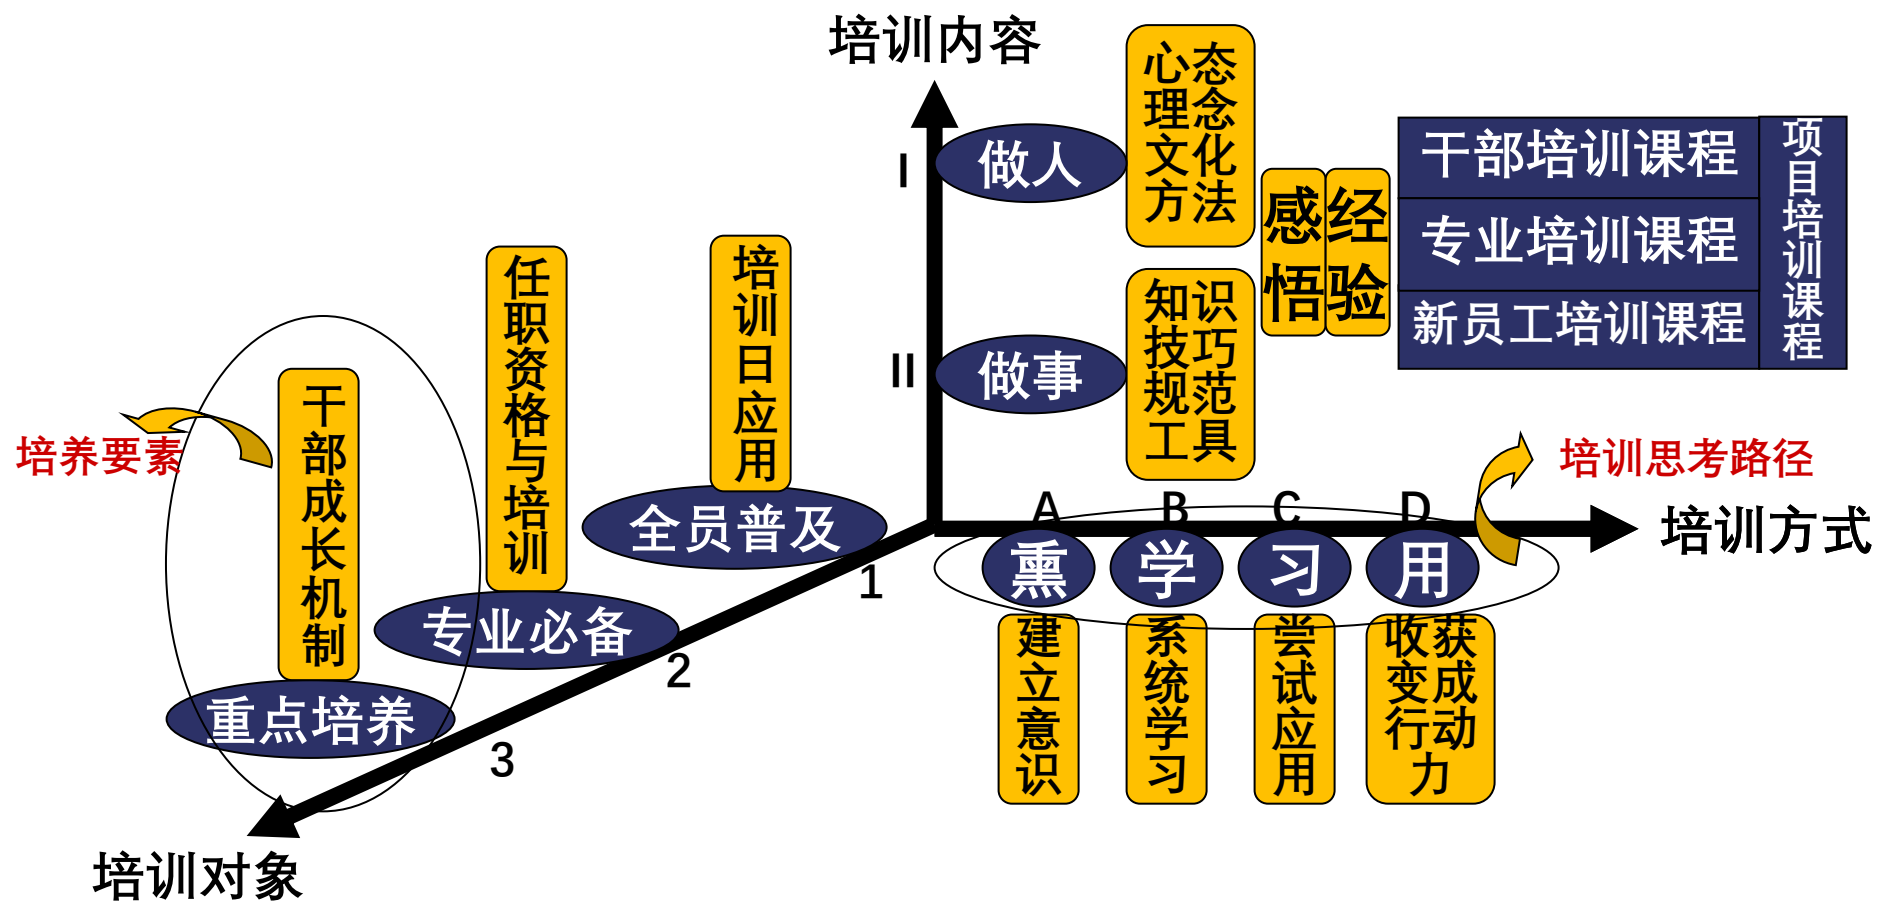 培训内容
I
做人
心态
理念
文化
方法
II
做事
知识
技巧
规范
工具
感悟
经验
干部培训课程
专业培训课程
新员工培训课程
项目培训课程
培训思考路径
培训方式
A
B
C
D
熏
学
习
用
建立意识
系统学习
尝试应用
收获
变成
行动
力
1
全员普及
培训日应用
2
专业必备
任职资格与培训
3
重点培养
干部成长机制
培养要素
培训对象